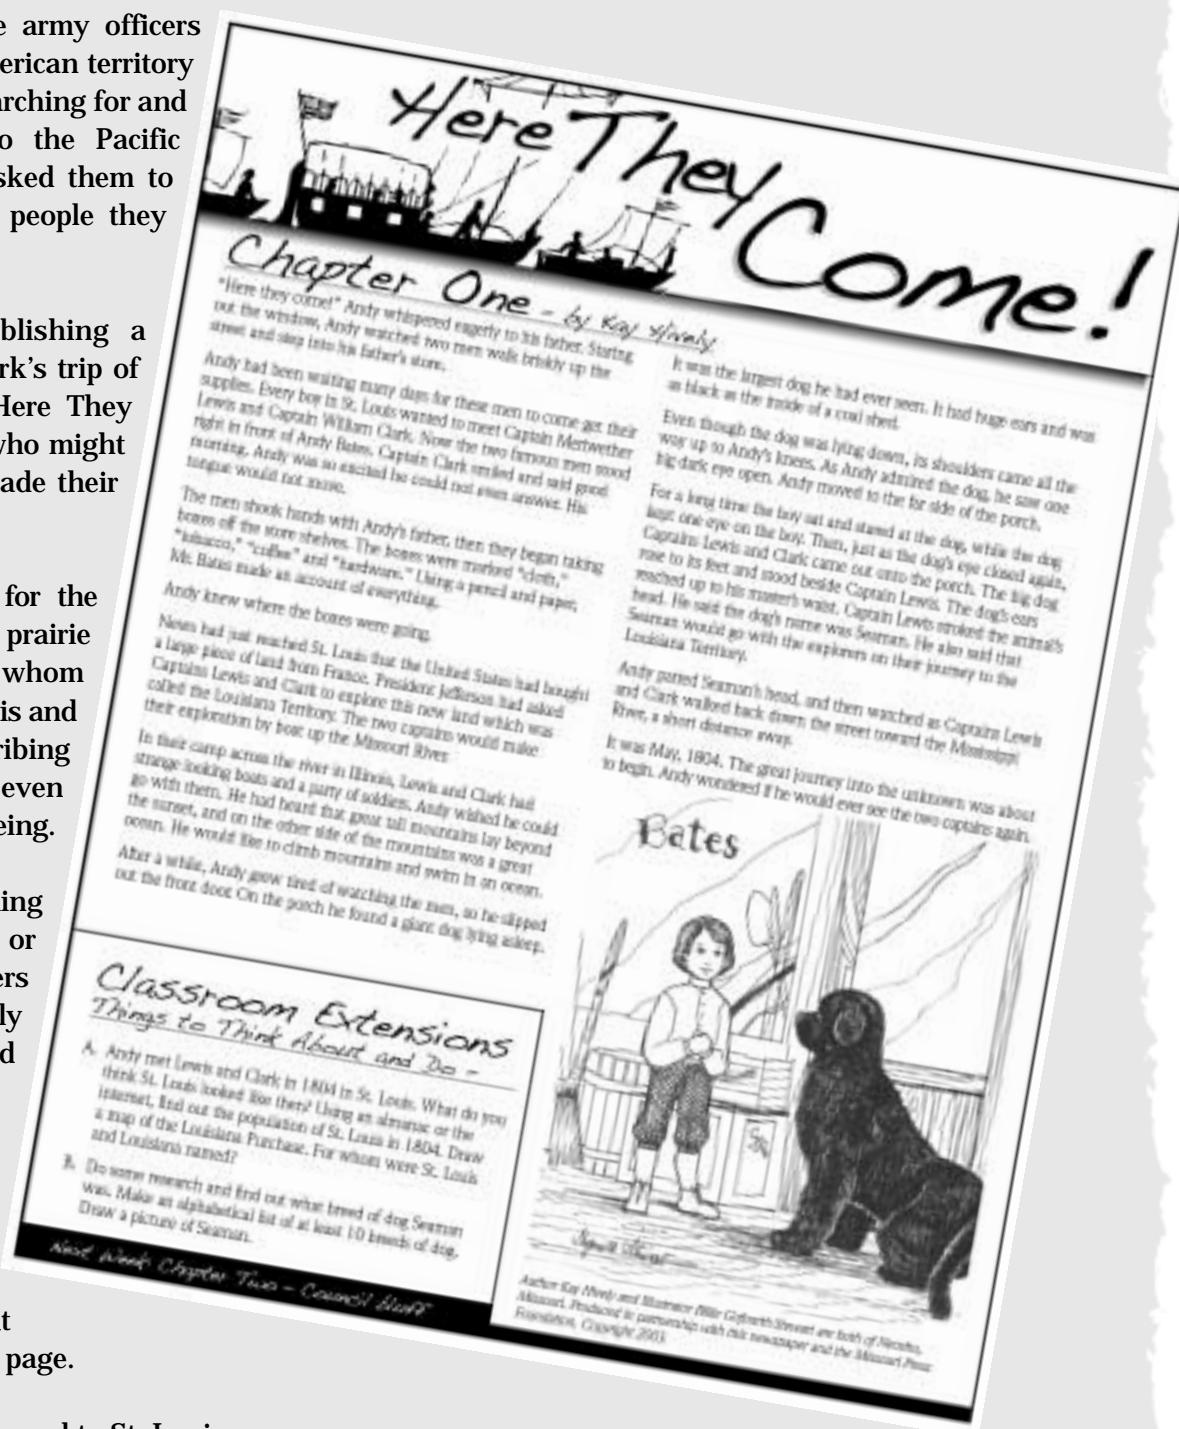 e army officers
erican territory
arching for and
o the Pacific
sked them to
people they
blishing a
rk's trip of
Here They
who might
ade their
for the
prairie
whom
is and
ribing
even
eing.
ing
or
ers
ly
d
t
page.
Here They Come!
Chapter One - by Kay Hively
"Here they come!" Andy whispered eagerly to his father. Staring
out the window, Andy watched two men walk briskly up the
street and step into his father's store.
Andy had been waiting many days for these men to come get their
supplies. Every boy in St. Louis wanted to meet Captain Meriwether
Lewis and Captain William Clark. Now the two famous men stood
right in front of Andy Bates. Captain Clark smiled and said good
morning. Andy was so excited he could not even answer. His
tongue would not move.
The men shook hands with Andy's father, then they began taking
boxes off the store shelves. The boxes were marked "cloth,"
"tobacco," "coffee" and "hardware." Using a pencil and paper,
Mr. Bates made an account of everything.
Andy knew where the boxes were going.
News had just reached St. Louis that the United States had bought
a large piece of land from France. President Jefferson had asked
Captains Lewis and Clark to explore this new land which was
called the Louisiana Territory. The two captains would make
their exploration by boat up the Missouri River.
In their camp across the river in Illinois, Lewis and Clark had
strange looking boats and a party of soldiers. Andy wished he could
go with them. He had heard that great tall mountains lay beyond
the sunset, and on the other side of the mountains was a great
ocean. He would like to climb mountains and swim in an ocean.
After a while, Andy grew tired of watching the men, so he slipped
out the front door. On the porch he found a giant dog lying asleep.
It was the largest dog he had ever seen. It had huge ears and was
as black as the inside of a coal shed.
Even though the dog was lying down, its shoulders came all the
way up to Andy's knees. As Andy admired the dog, he saw one
big dark eye open. Andy moved to the far side of the porch.
For a long time the boy sat and stared at the dog, while the dog
kept one eye on the boy. Then, just as the dog's eye closed again,
Captains Lewis and Clark came out onto the porch. The big dog
rose to its feet and stood beside Captain Lewis. The dog's ears
reached up to his master's waist. Captain Lewis stroked the animal's
head. He said the dog's name was Seaman. He also said that
Seaman would go with the explorers on their journey to the
Louisiana Territory.
Andy patted Seaman's head, and then watched as Captains Lewis
and Clark walked back down the street toward the Mississippi
River, a short distance away.
It was May, 1804. The great journey into the unknown was about
to begin. Andy wondered if he would ever see the two captains again.
Bates
Classroom Extensions
Things to Think About and Do -
A. Andy met Lewis and Clark in 1804 in St. Louis. What do you
think St. Louis looked like then? Using an almanac or the
internet, find out the population of St. Louis in 1804. Draw
a map of the Louisiana Purchase. For whom were St. Louis
and Louisiana named?
B. Do some research and find out what breed of dog Seaman
was. Make an alphabetical list of at least 10 breeds of dog.
Draw a picture of Seaman.
Next Week: Chapter Two - Council Bluff
Author Kay Hively and Illustrator Billie Gofourth-Stewart are both of Neosho,
Missouri. Produced in partnership with this newspaper and the Missouri Press
Foundation, Copyright 2003.